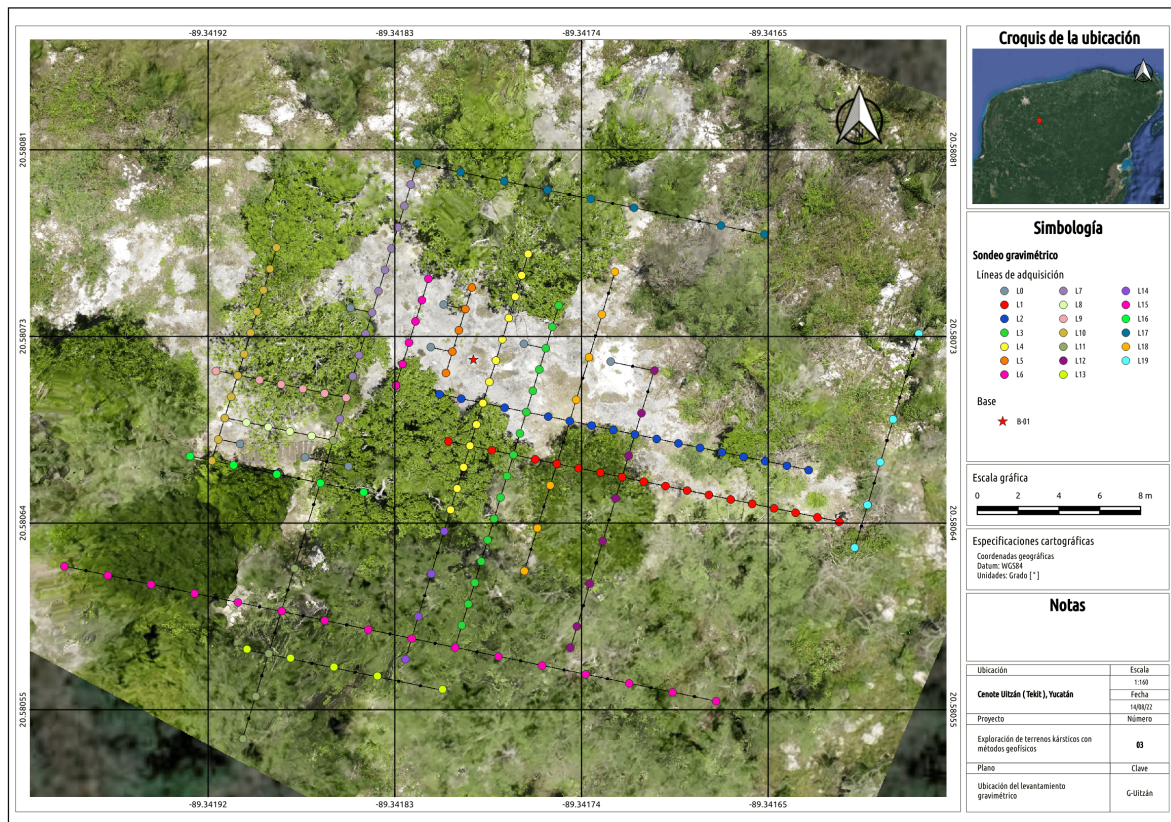 -89.34192 -89.34183 -89.34174 -89.34165
20.58081 20.58081
20.58073 20.58073
20.58064 20.58064
20.58055 20.58055
-89.34192 -89.34183 -89.34174 -89.34165
Croquis de la ubicación
Simbología
Sondeo gravimétrico
Líneas de adquisición
L0 L7 L14
L1 L8 L15
L2 L9 L16
L3 L10 L17
L4 L11 L18
L5 L12 L19
L6 L13
Base
B-01
Escala gráfica
0 2 4 6 8 m
Especificaciones cartográficas
Coordenadas geográficas
Datum: WGS84
Unidades: Grado [ ° ]
Notas
Ubicación Escala
1:160
Cenote Uitzán ( Tekit ), Yucatán Fecha
14/08/22
Proyecto Número
Exploración de terrenos kársticos con
métodos geofísicos 03
Plano Clave
Ubicación del levantamiento
gravimétrico G-Uitzán